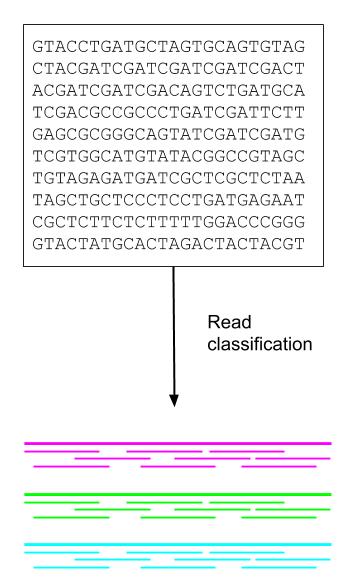 GTACCTGATGCTAGTGCAGTGTAG
CTACGATCGATCGATCGATCGACT
ACGATCGATCGACAGTCTGATGCA
TCGACGCCGCCCTGATCGATTCTT
GAGCGCGGGCAGTATCGATCGATG
TCGTGGCATGTATACGGCCGTAGC
TGTAGAGATGATCGCTCGCTCTAA
TAGCTGCTCCCTCCTGATGAGAAT
CGCTCTTCTCTTTTTGGACCCGGG
GTACTATGCACTAGACTACTACGT
Read
classification